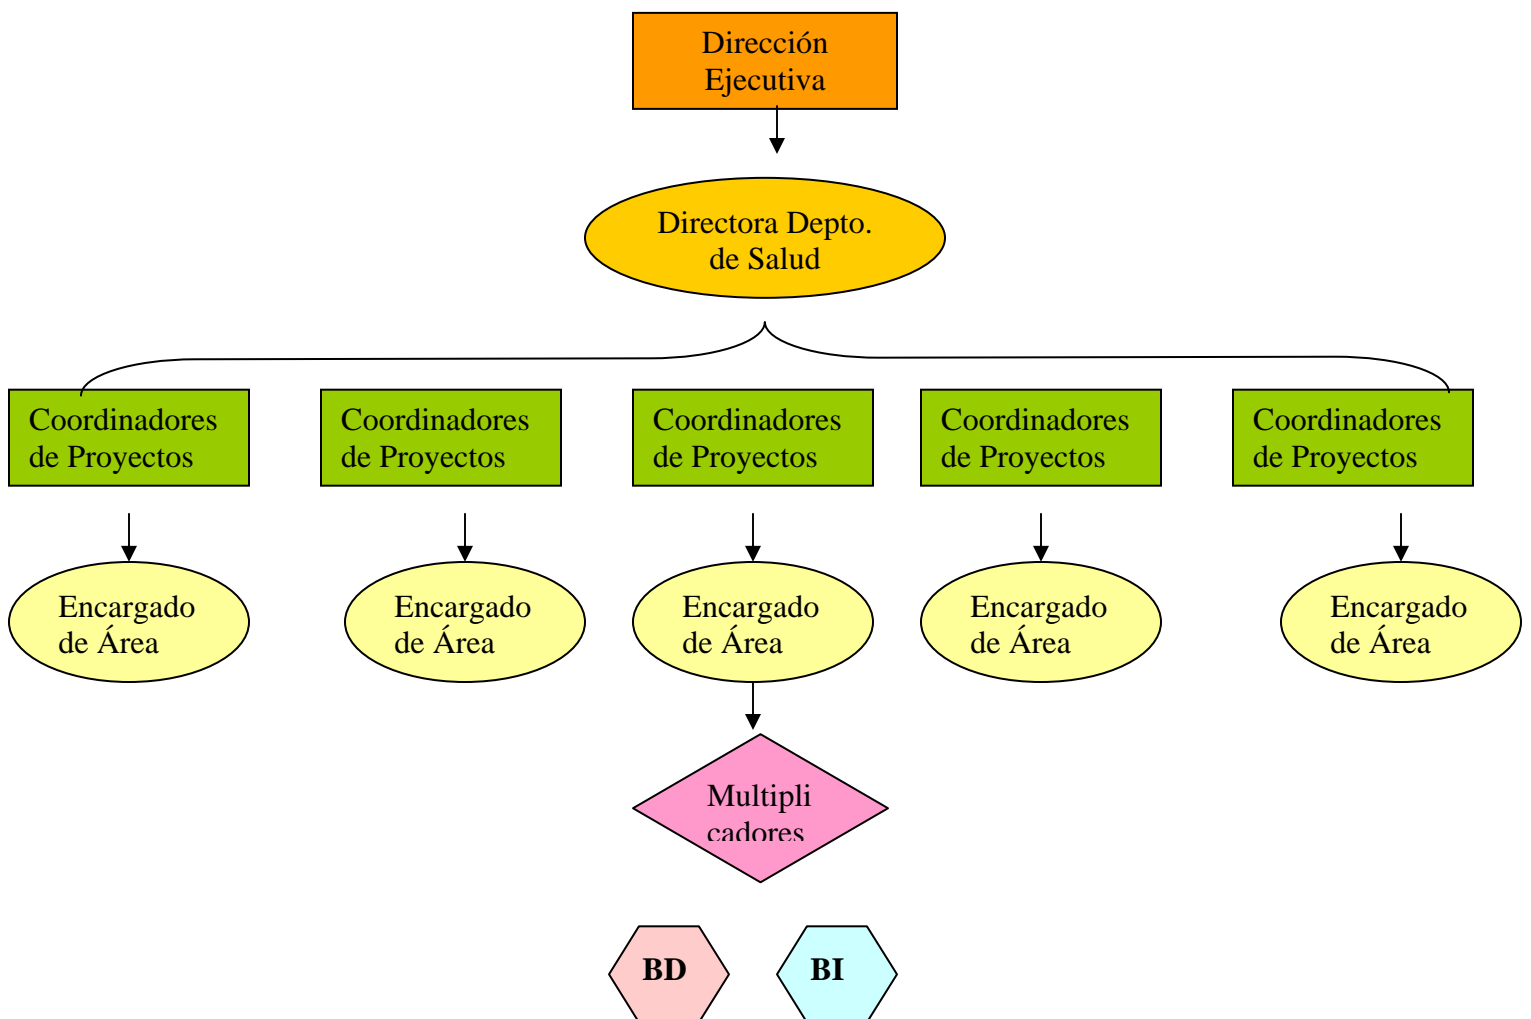 Dirección
Ejecutiva
Directora Depto.
de Salud
Coordinadores
de Proyectos
Coordinadores
de Proyectos
Coordinadores
de Proyectos
Coordinadores
de Proyectos
Coordinadores
de Proyectos
Encargado
de Área
Encargado
de Área
Encargado
de Área
Encargado
de Área
Encargado
de Área
Multipli
cadores
BD
BI